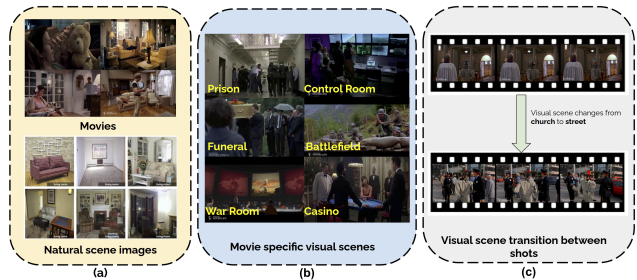 Movies
Natural scene images
(a)
Prison
Control Room
Funeral
Battlefield
War Room
Casino
Movie specific visual scenes
(b)
Visual scene changes from
church to street
Visual scene transition between
shots
(c)